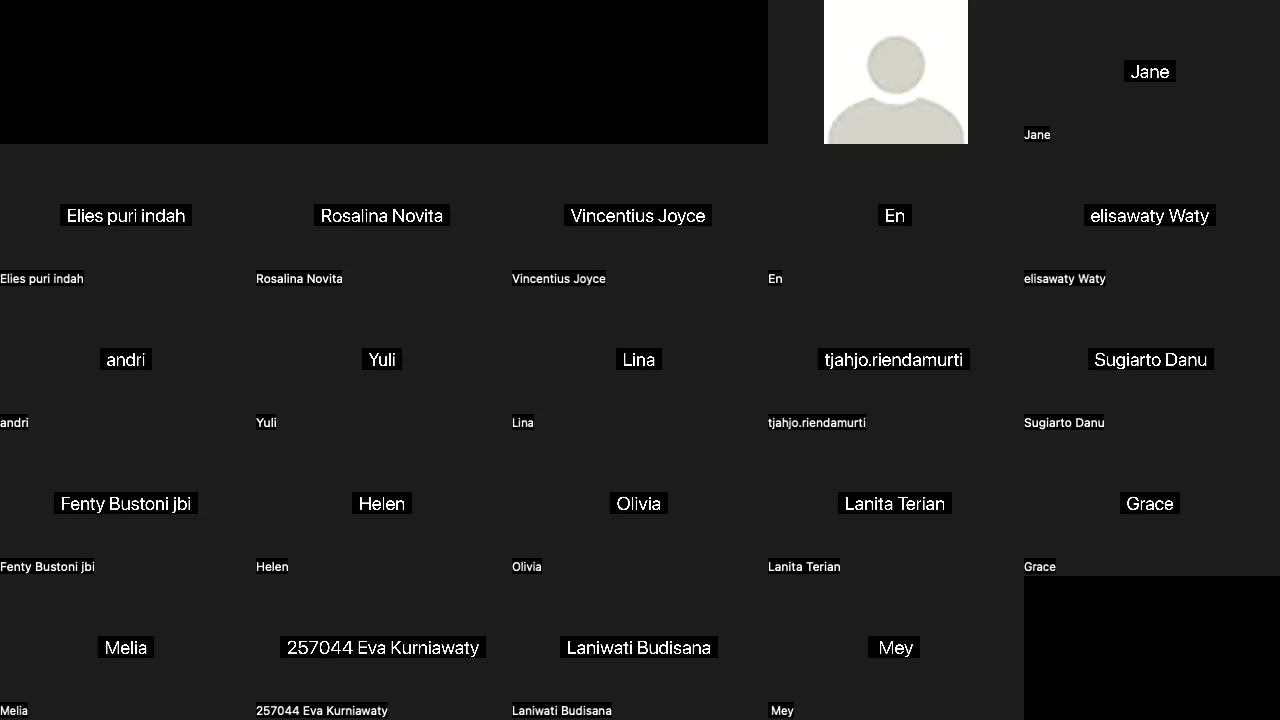 Jane
Jane
Elies puri indah
Rosalina Novita
Vincentius Joyce
En
elisawaty Waty
Elies puri indah
Rosalina Novita
Vincentius Joyce
En
elisawaty Waty
andri
Yuli
Lina
tjahjo.riendamurti
Sugiarto Danu
andri
Yuli
Lina
tjahjo.riendamurti
Sugiarto Danu
Fenty Bustoni jbi
Helen
Olivia
Lanita Terian
Grace
Fenty Bustoni jbi
Helen
Olivia
Lanita Terian
Grace
Melia
257044 Eva Kurniawaty
Laniwati Budisana
Mey
Melia
257044 Eva Kurniawaty
Laniwati Budisana
Mey